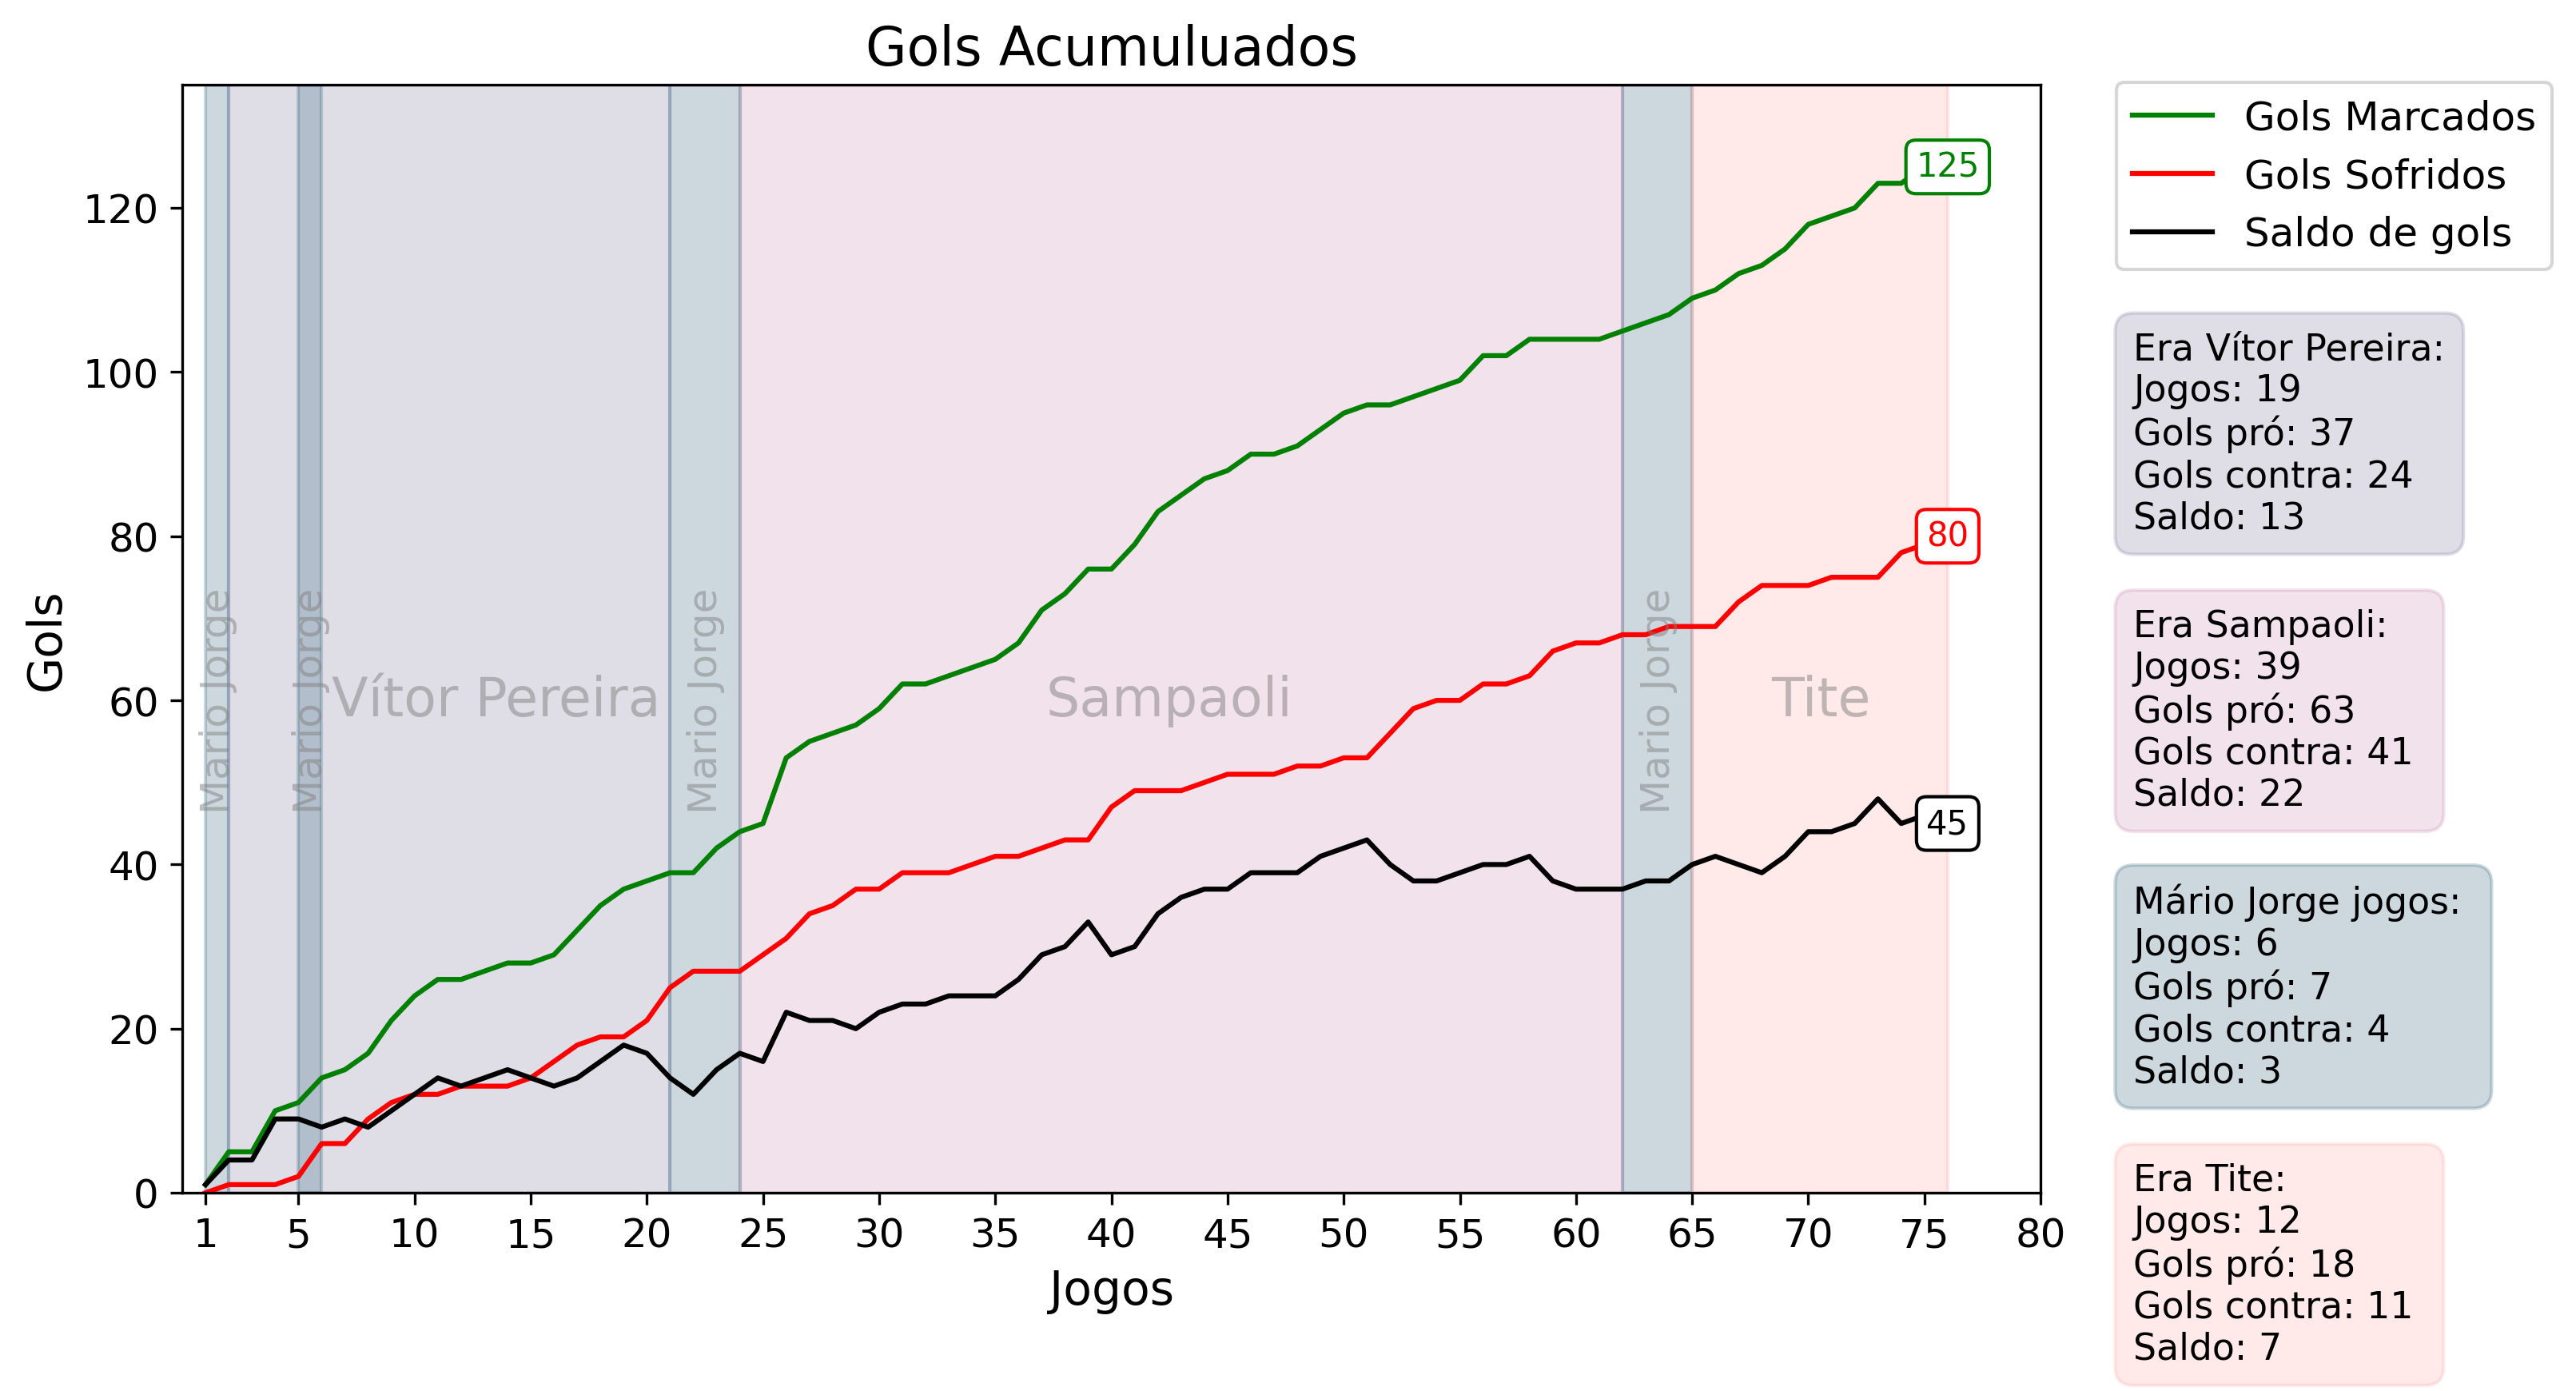 Gols Acumuluados
Gols
120
100
80
60
40
20
0
Mario Jorge
Mario Jorge
Vítor Pereira
Mario Jorge
Sampaoli
Mario Jorge
Tite
125
80
45
1 5 10 15 20 25 30 35 40 45 50 55 60 65 70 75 80
Jogos
Gols Marcados
Gols Sofridos
Saldo de gols
Era Vítor Pereira:
Jogos: 19
Gols pró: 37
Gols contra: 24
Saldo: 13
Era Sampaoli:
Jogos: 39
Gols pró: 63
Gols contra: 41
Saldo: 22
Mário Jorge jogos:
Jogos: 6
Gols pró: 7
Gols contra: 4
Saldo: 3
Era Tite:
Jogos: 12
Gols pró: 18
Gols contra: 11
Saldo: 7